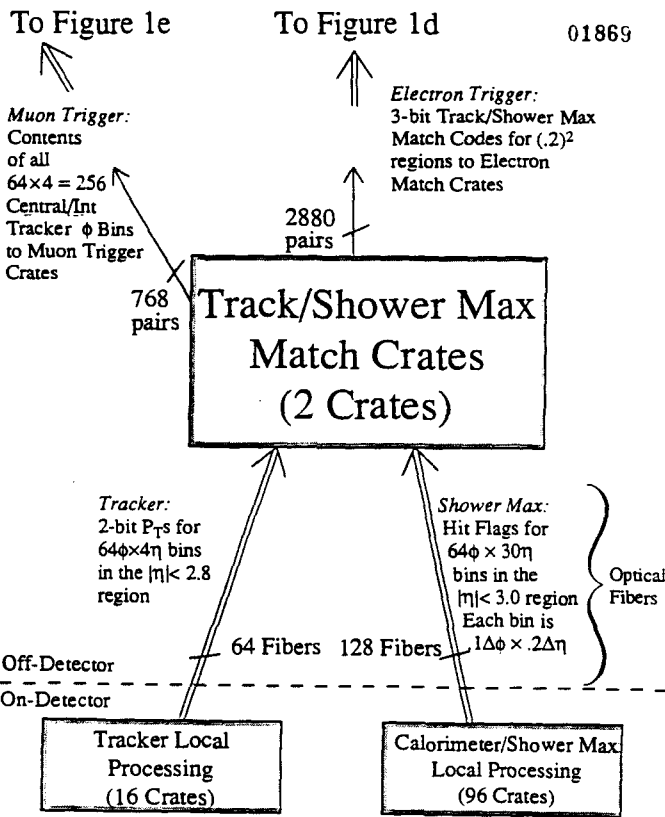 To Figure 1e
To Figure 1d
01869
Muon Trigger:
Contents
of all
64×4 = 256
Central/Int
Tracker ϕ Bins
to Muon Trigger
Crates
Electron Trigger:
3-bit Track/Shower Max
Match Codes for (.2)²
regions to Electron
Match Crates
2880
pairs
768
pairs
Track/Shower Max
Match Crates
(2 Crates)
Tracker:
2-bit PTs for
64ϕ×4η bins
in the |η|< 2.8
region
Shower Max:
Hit Flags for
64ϕ × 30η
bins in the
|η|< 3.0 region
Each bin is
1Δϕ × .2Δη
Optical
Fibers
64 Fibers
128 Fibers
Off-Detector
On-Detector
Tracker Local
Processing
(16 Crates)
Calorimeter/Shower Max
Local Processing
(96 Crates)